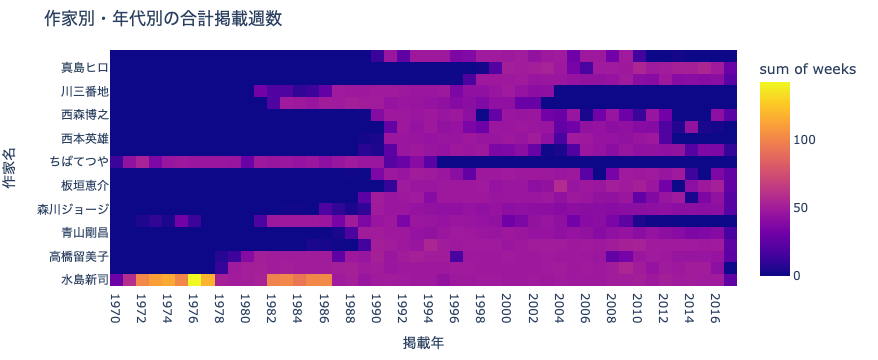 作家別・年代別の合計掲載週数
sum of weeks
真島ヒロ
川三番地
西森博之
西本英雄
ちばてつや
板垣恵介
森川ジョージ
青山剛昌
高橋留美子
水島新司
作家名
100
50
0
1970
1972
1974
1976
1978
1980
1982
1984
1986
1988
1990
1992
1994
1996
1998
2000
2002
2004
2006
2008
2010
2012
2014
2016
掲載年